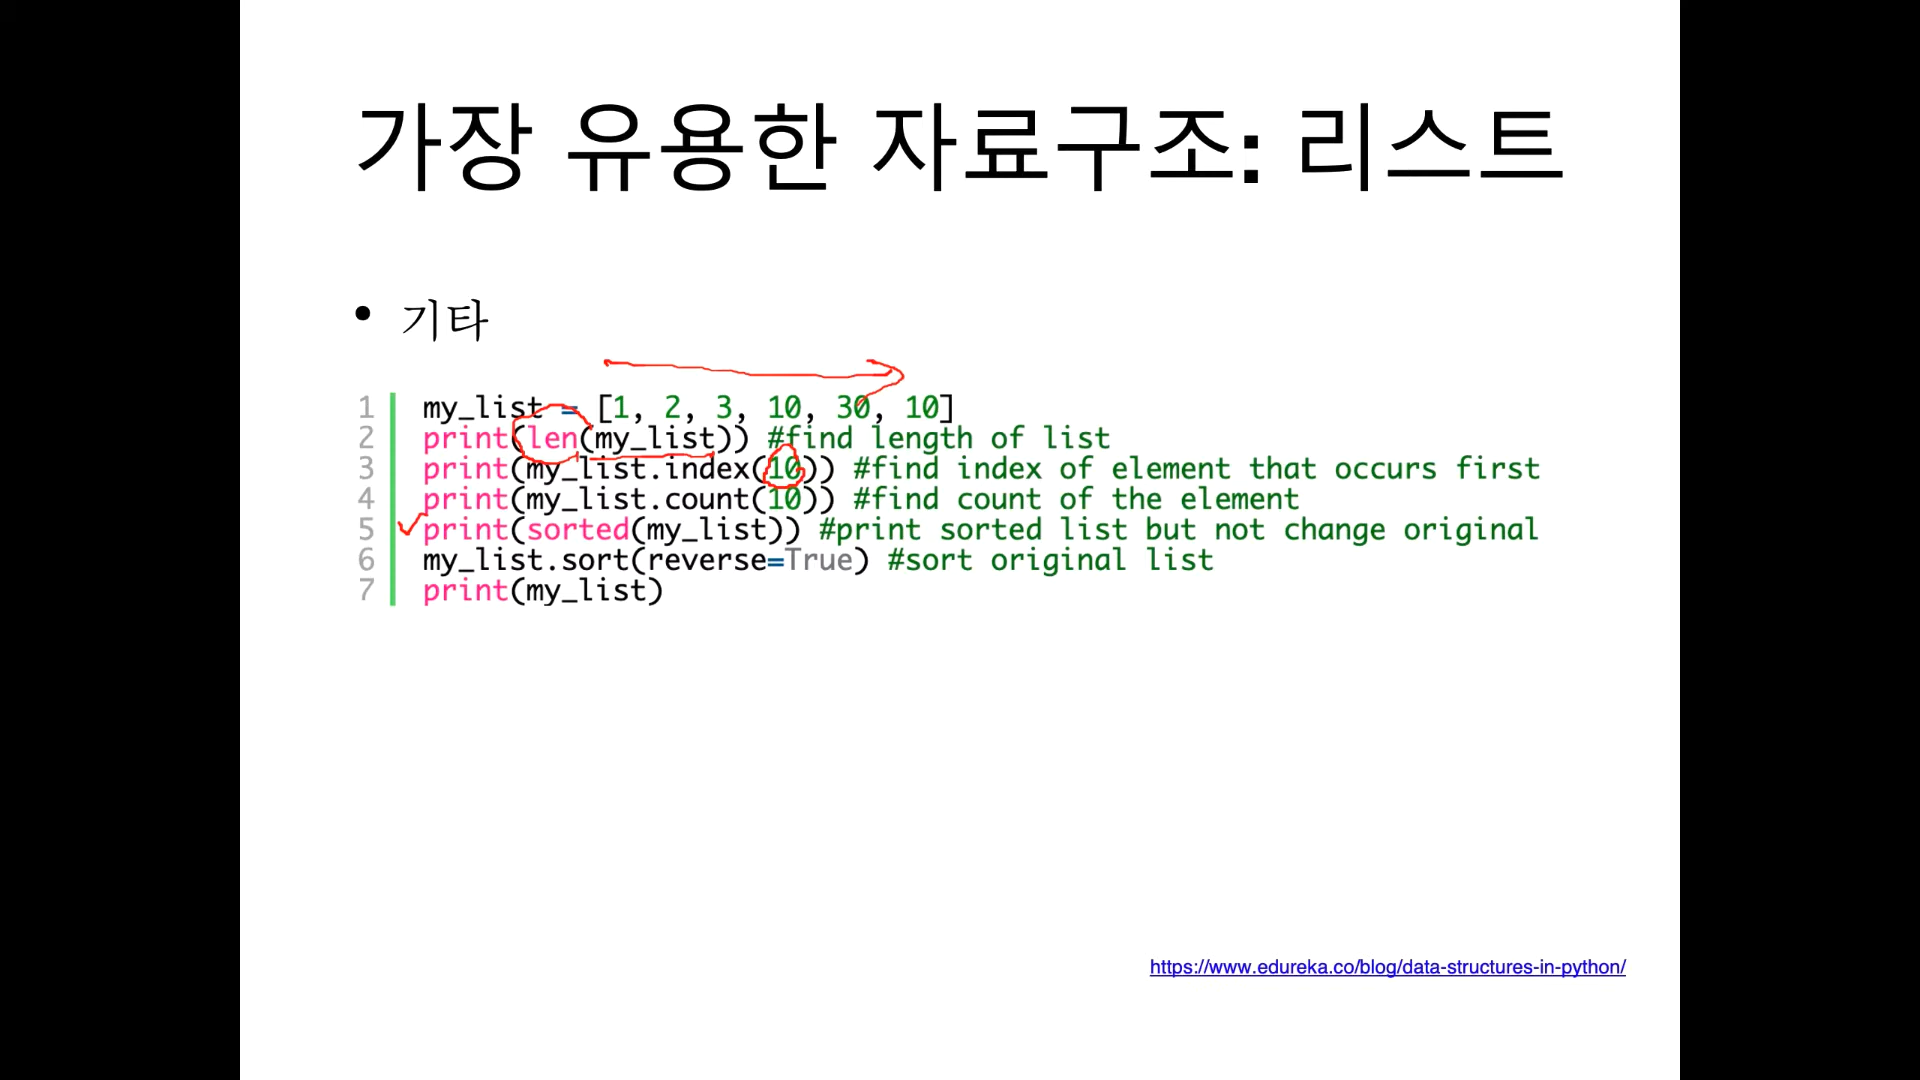 가장 유용한 자료구조: 리스트
• 기타
1 my_list = [1, 2, 3, 10, 30, 10]
2 print(len(my_list)) #find length of list
3 print(my_list.index(10)) #find index of element that occurs first
4 print(my_list.count(10)) #find count of the element
5 print(sorted(my_list)) #print sorted list but not change original
6 my_list.sort(reverse=True) #sort original list
7 print(my_list)
https://www.edureka.co/blog/data-structures-in-python/